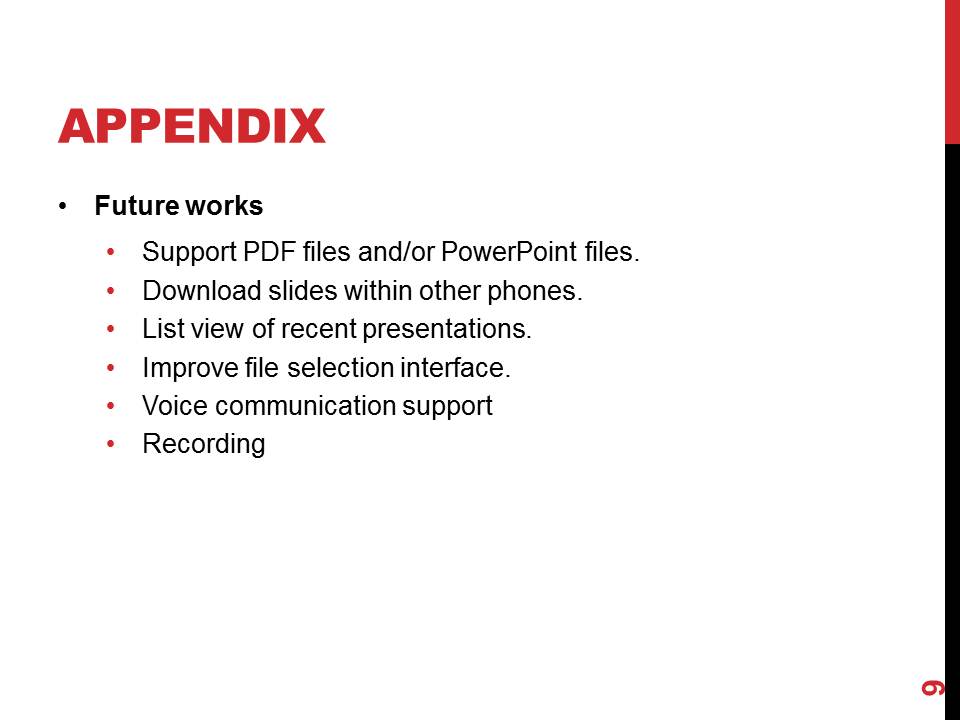 APPENDIX
• Future works
• Support PDF files and/or PowerPoint files.
• Download slides within other phones.
• List view of recent presentations.
• Improve file selection interface.
• Voice communication support
• Recording
9